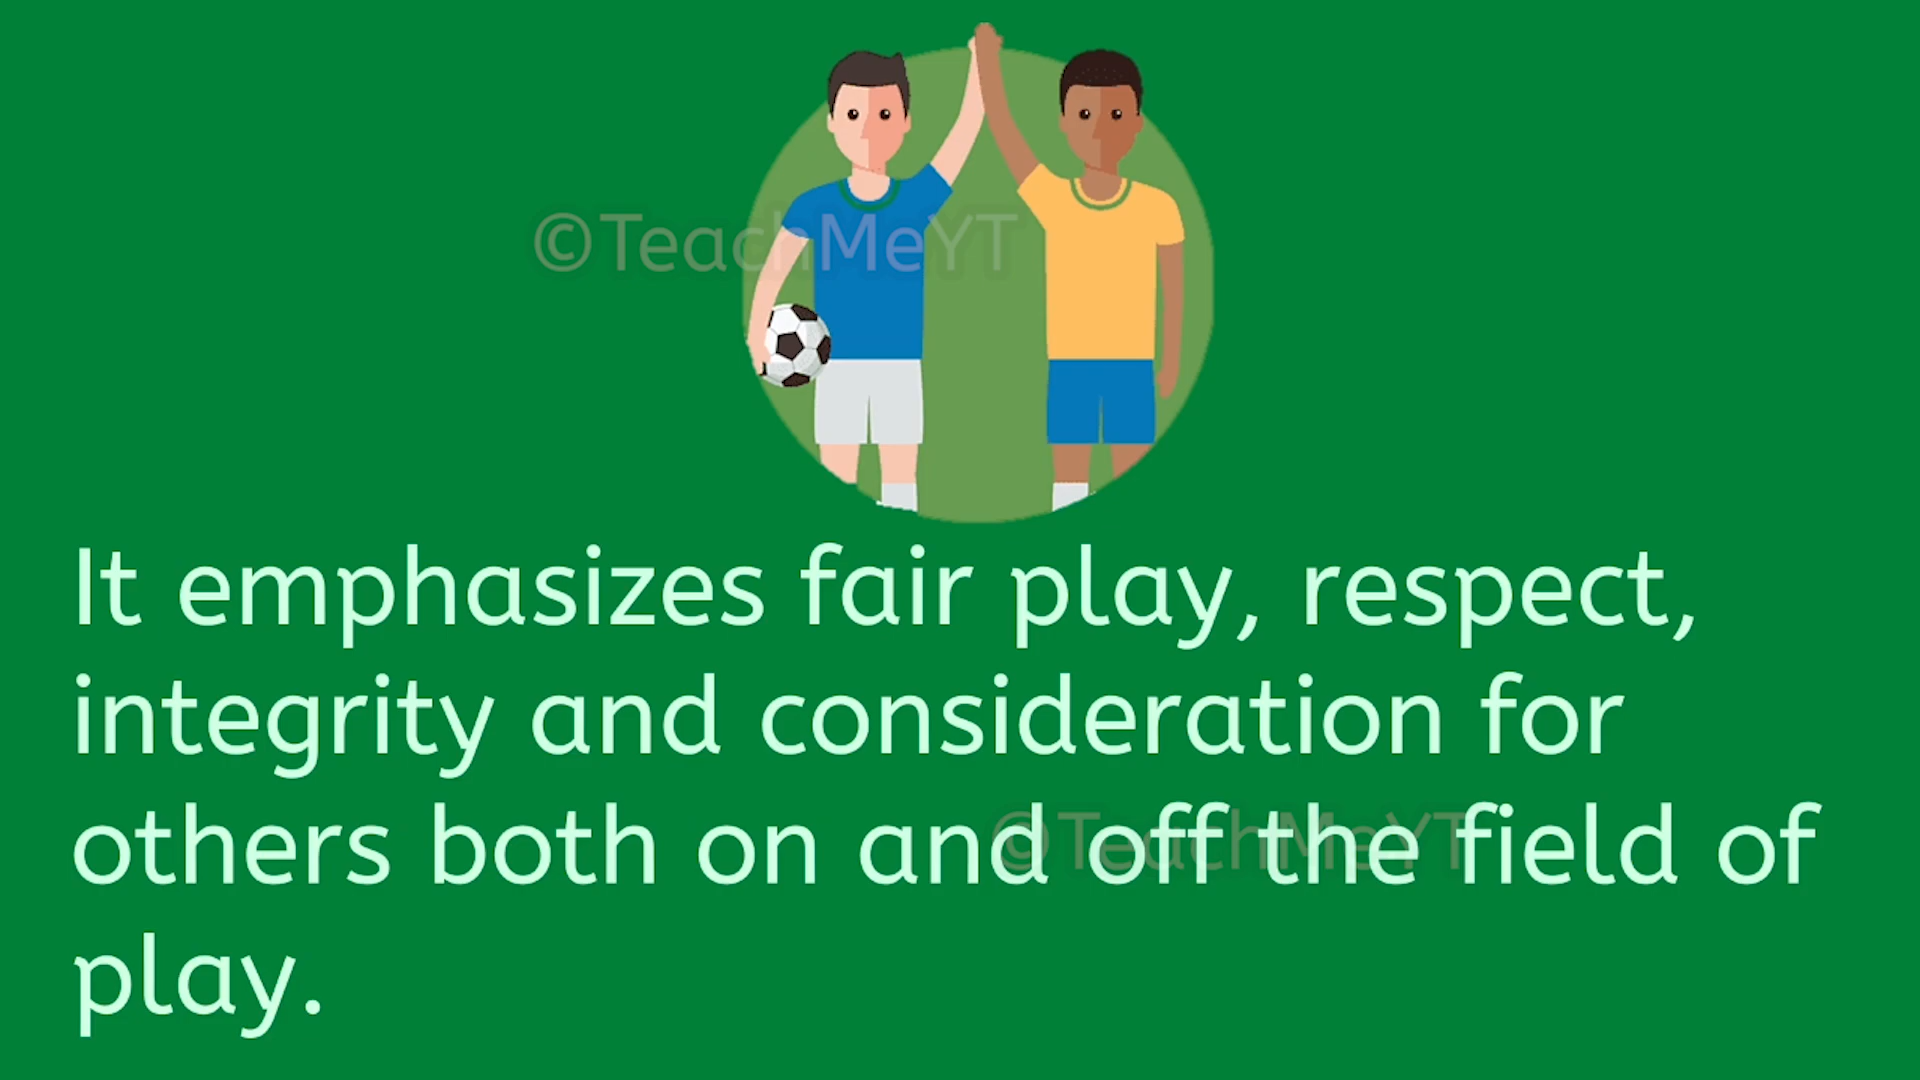 ©TeachMeYT
It emphasizes fair play, respect,
integrity and consideration for
others both on and off the field of
©TeachMeYT
play.